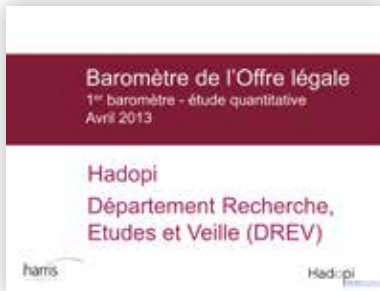 Baromètre de l'Offre légale
1er baromètre - étude quantitative
Avril 2013
Hadopi
Département Recherche,
Etudes et Veille (DREV)
harris
Hadopi